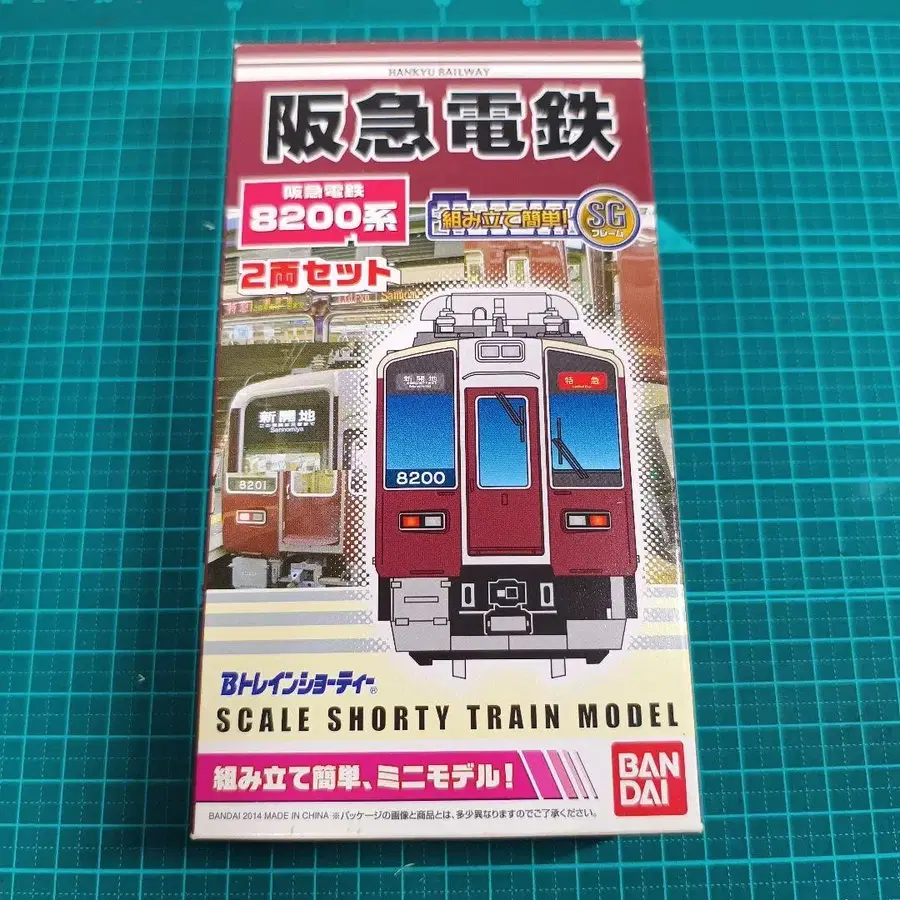 HANKYU RAILWAY
阪急電鉄
阪急電鉄
8200系
組み立て簡単!
SG
フレーム
2両セット
特急
新開地
特急
新開地
Sannomiya
8200
8201
Bトレインショーティー®
SCALE SHORTY TRAIN MODEL
組み立て簡単、ミニモデル!
BAN
DAI
BANDAI 2014 MADE IN CHINA ※パッケージの画像と商品とは、多少異なりますのでご了承ください。